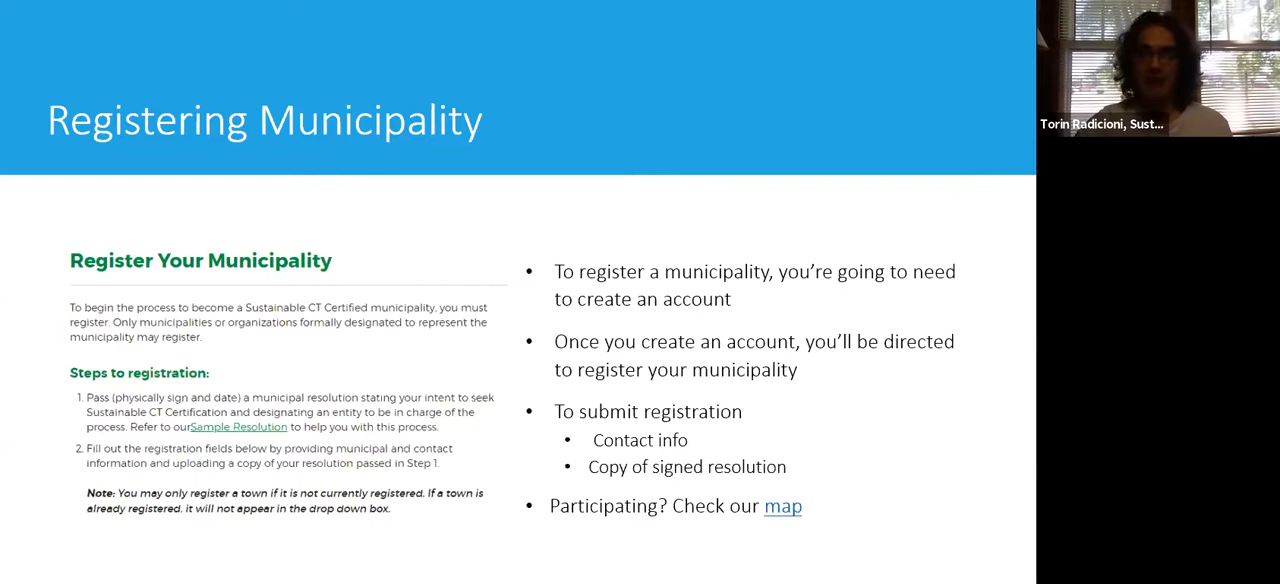 Registering Municipality
Torin Radicioni, Sust...
Register Your Municipality
To begin the process to become a Sustainable CT Certified municipality, you must
register. Only municipalities or organizations formally designated to represent the
municipality may register.
Steps to registration:
1. Pass (physically sign and date) a municipal resolution stating your intent to seek
Sustainable CT Certification and designating an entity to be in charge of the
process. Refer to ourSample Resolution to help you with this process.
2. Fill out the registration fields below by providing municipal and contact
information and uploading a copy of your resolution passed in Step 1.
Note: You may only register a town if it is not currently registered. If a town is
already registered, it will not appear in the drop down box.
• To register a municipality, you're going to need
to create an account
• Once you create an account, you'll be directed
to register your municipality
• To submit registration
• Contact info
• Copy of signed resolution
• Participating? Check our map